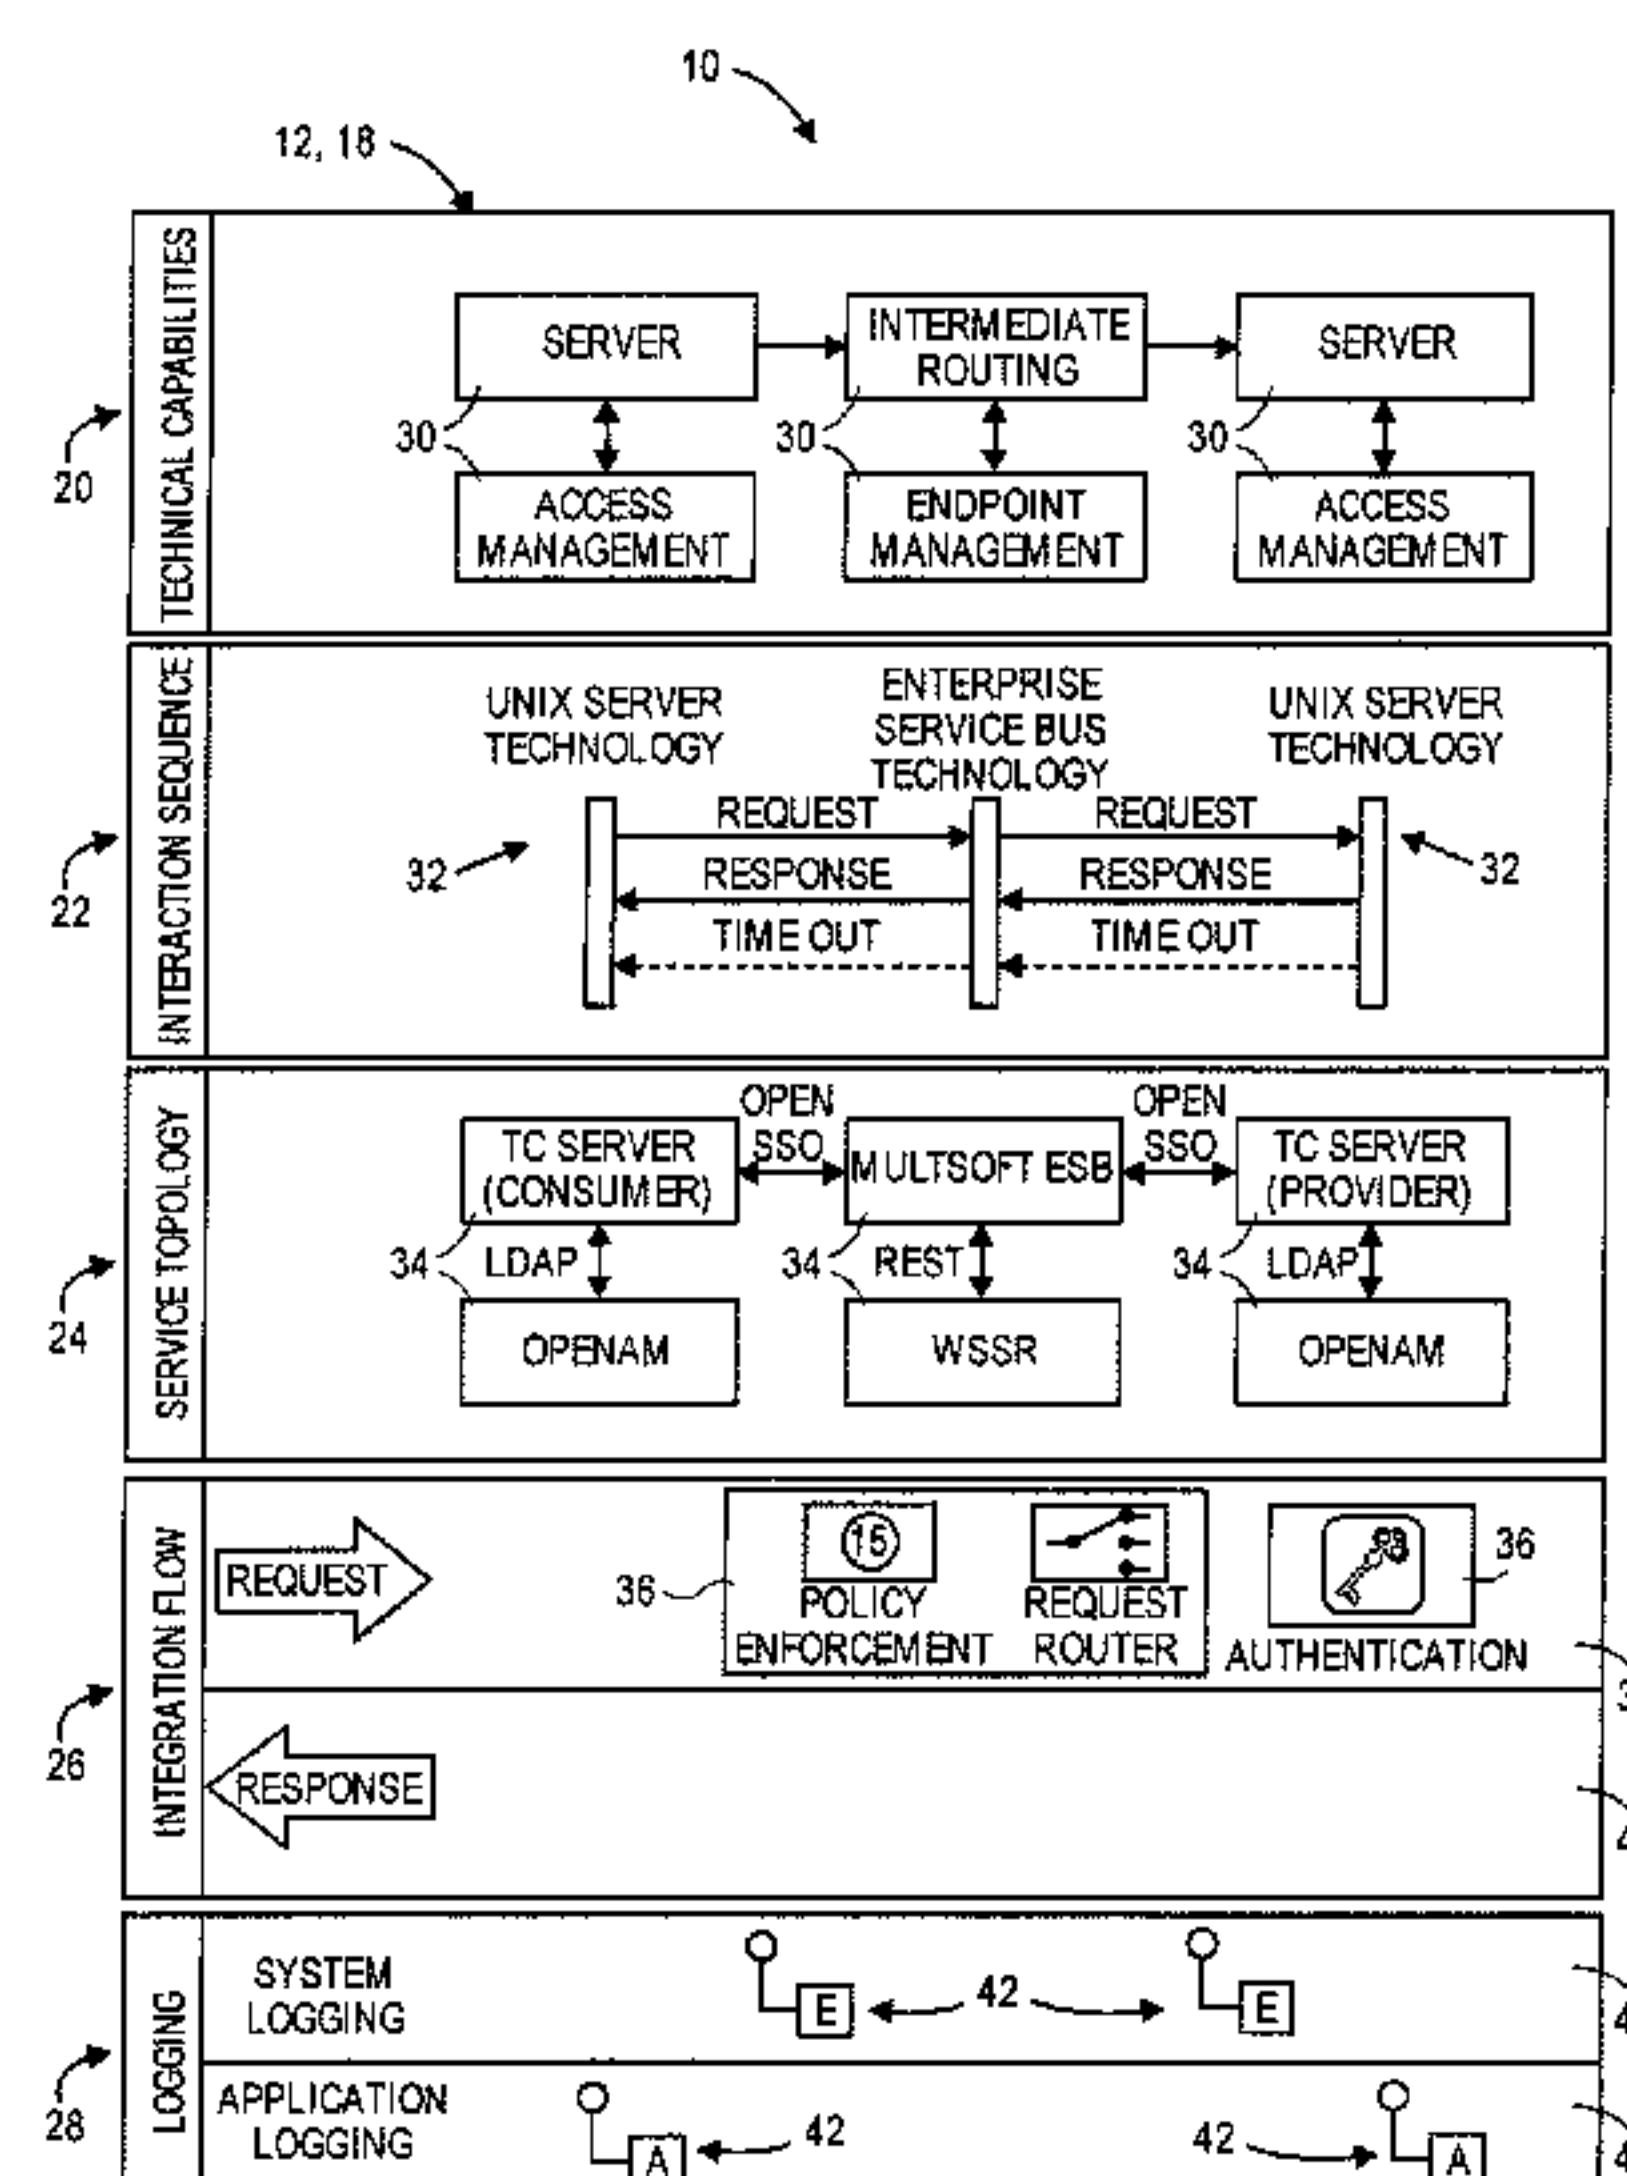 10
12, 18
TECHNICAL CAPABILITIES
20
SERVER
INTERMEDIATE
ROUTING
SERVER
30
30
30
ACCESS
MANAGEMENT
ENDPOINT
MANAGEMENT
ACCESS
MANAGEMENT
INTERACTION SEQUENCE
22
UNIX SERVER
TECHNOLOGY
ENTERPRISE
SERVICE BUS
TECHNOLOGY
UNIX SERVER
TECHNOLOGY
REQUEST
REQUEST
32
RESPONSE
RESPONSE
32
TIME OUT
TIME OUT
SERVICE TOPOLOGY
24
TC SERVER
(CONSUMER)
OPEN
SSO
MULTSOFT ESB
OPEN
SSO
TC SERVER
(PROVIDER)
34
LDAP
34
REST
34
LDAP
OPENAM
WSSR
OPENAM
INTEGRATION FLOW
26
REQUEST
36
15
POLICY
ENFORCEMENT
REQUEST
ROUTER
36
AUTHENTICATION
RESPONSE
LOGGING
28
SYSTEM
LOGGING
E
42
E
APPLICATION
LOGGING
A
42
42
A